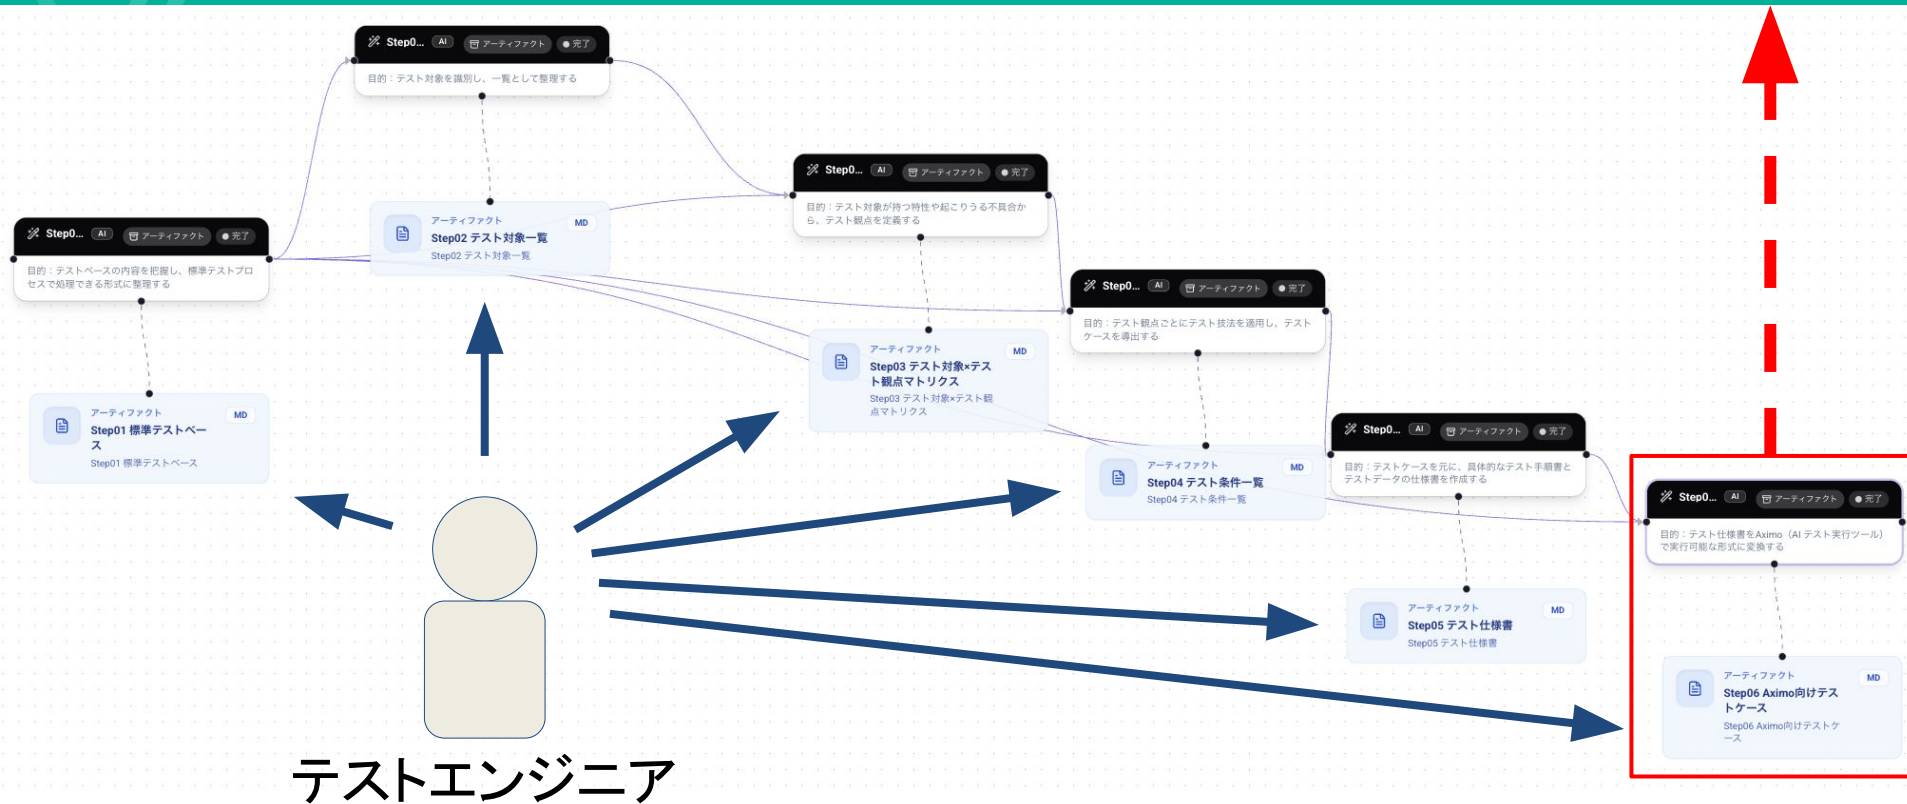 Step0... AI アーティファクト 完了
目的：テスト対象を識別し、一覧として整理する
アーティファクト MD
Step02 テスト対象一覧
Step02 テスト対象一覧
Step0... AI アーティファクト 完了
目的：テストベースの内容を把握し、標準テストプロ
セスで処理できる形式に整理する
アーティファクト MD
Step01 標準テストベー
ス
Step01 標準テストベース
Step0... AI アーティファクト 完了
目的：テスト対象が持つ特性や起こりうる不具合か
ら、テスト観点を定義する
アーティファクト MD
Step03 テスト対象×テス
ト観点マトリクス
Step03 テスト対象×テスト観
点マトリクス
Step0... AI アーティファクト 完了
目的：テスト観点ごとにテスト技法を適用し、テスト
ケースを導出する
アーティファクト MD
Step04 テスト条件一覧
Step04 テスト条件一覧
Step0... AI アーティファクト 完了
目的：テストケースを元に、具体的なテスト手順書と
テストデータの仕様書を作成する
アーティファクト MD
Step05 テスト仕様書
Step05 テスト仕様書
Step0... AI アーティファクト 完了
目的：テスト仕様書をAximo（AI テスト実行ツール）
で実行可能な形式に変換する
アーティファクト MD
Step06 Aximo向けテス
トケース
Step06 Aximo向けテストケ
ース
テストエンジニア